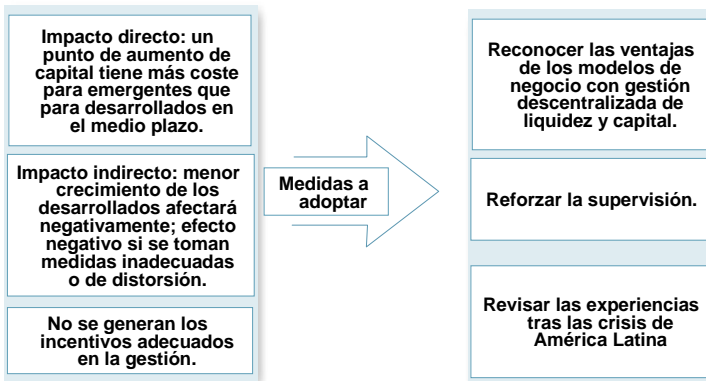 Impacto directo: un
punto de aumento de
capital tiene más coste
para emergentes que
para desarrollados en
el medio plazo.
Impacto indirecto: menor
crecimiento de los
desarrollados afectará
negativamente; efecto
negativo si se toman
medidas inadecuadas
o de distorsión.
No se generan los
incentivos adecuados
en la gestión.
Medidas a
adoptar
Reconocer las ventajas
de los modelos de
negocio con gestión
descentralizada de
liquidez y capital.
Reforzar la supervisión.
Revisar las experiencias
tras las crisis de
América Latina